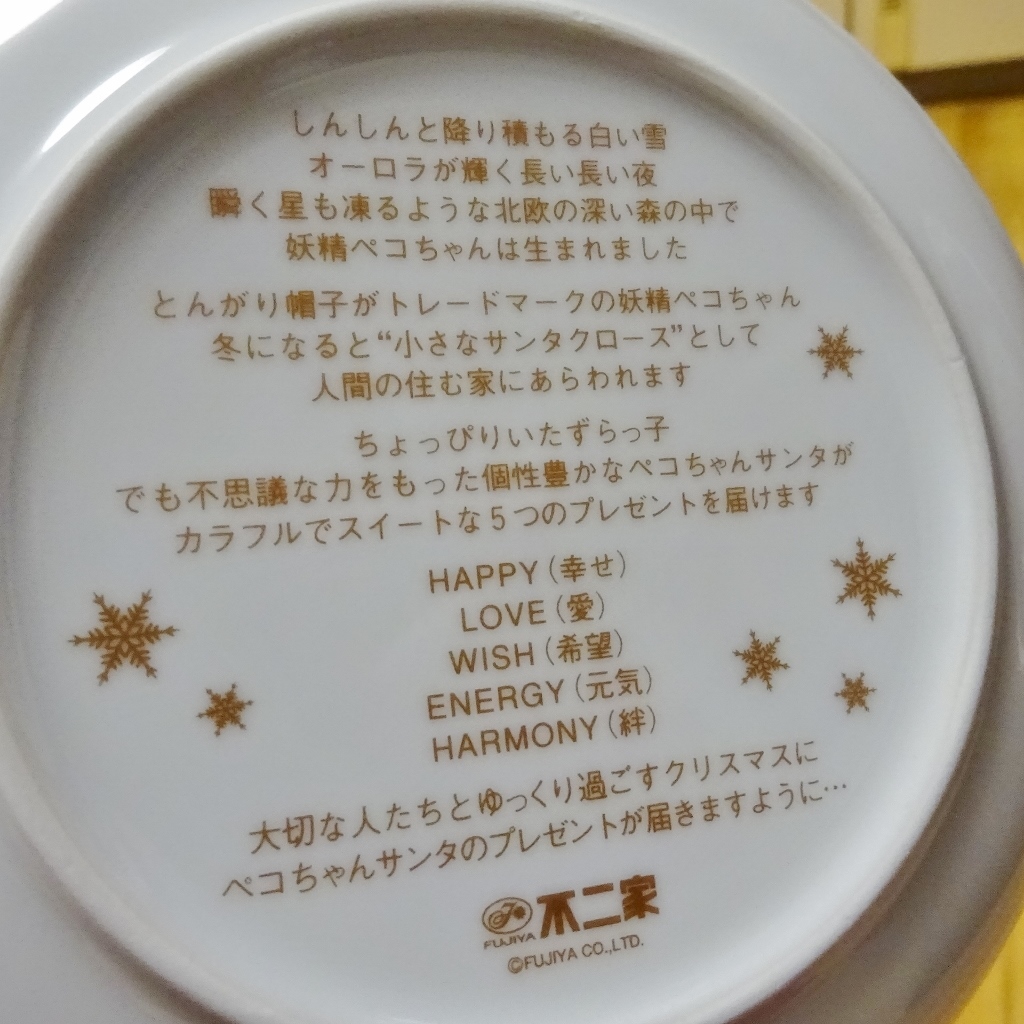 しんしんと降り積もる白い雪
オーロラが輝く長い長い夜
瞬く星も凍るような北欧の深い森の中で
妖精ペコちゃんは生まれました
とんがり帽子がトレードマークの妖精ペコちゃん
冬になると“小さなサンタクロース”として
人間の住む家にあらわれます
ちょっぴりいたずらっ子
でも不思議な力をもった個性豊かなペコちゃんサンタが
カラフルでスイートな5つのプレゼントを届けます
HAPPY（幸せ）
LOVE（愛）
WISH（希望）
ENERGY（元気）
HARMONY（絆）
大切な人たちとゆっくり過ごすクリスマスに
ペコちゃんサンタのプレゼントが届きますように…
FUJIYA 不二家
©FUJIYA CO.,LTD.